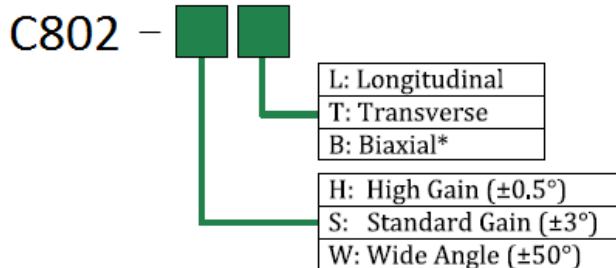 C802 –
L: Longitudinal
T: Transverse
B: Biaxial*
H: High Gain (±0.5°)
S: Standard Gain (±3°)
W: Wide Angle (±50°)